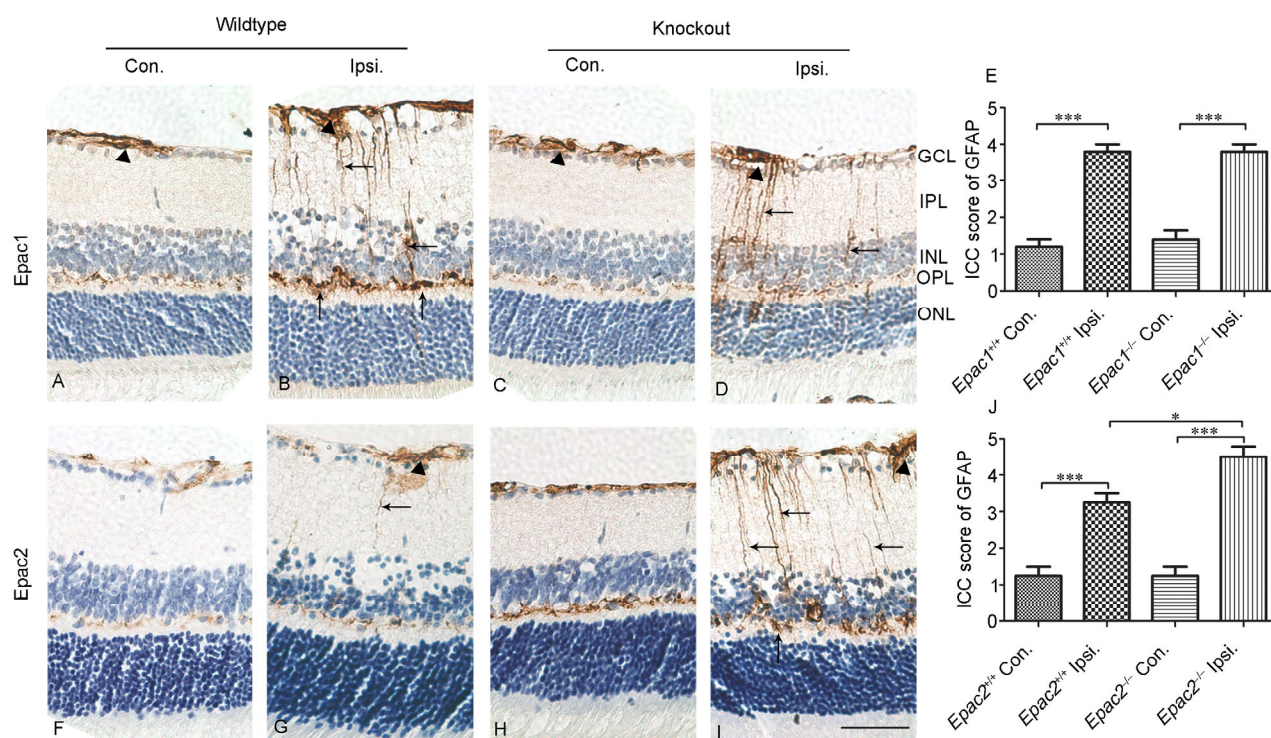 Wildtype
Knockout
Con.
Ipsi.
Con.
Ipsi.
Epac1
A
B
C
D
GCL
IPL
INL
OPL
ONL
E
ICC score of GFAP
5
4
3
2
1
0
***
***
Epac1+/+ Con.
Epac1+/+ Ipsi.
Epac1−/− Con.
Epac1−/− Ipsi.
Epac2
F
G
H
I
J
ICC score of GFAP
5
4
3
2
1
0
*
***
***
Epac2+/+ Con.
Epac2+/+ Ipsi.
Epac2−/− Con.
Epac2−/− Ipsi.